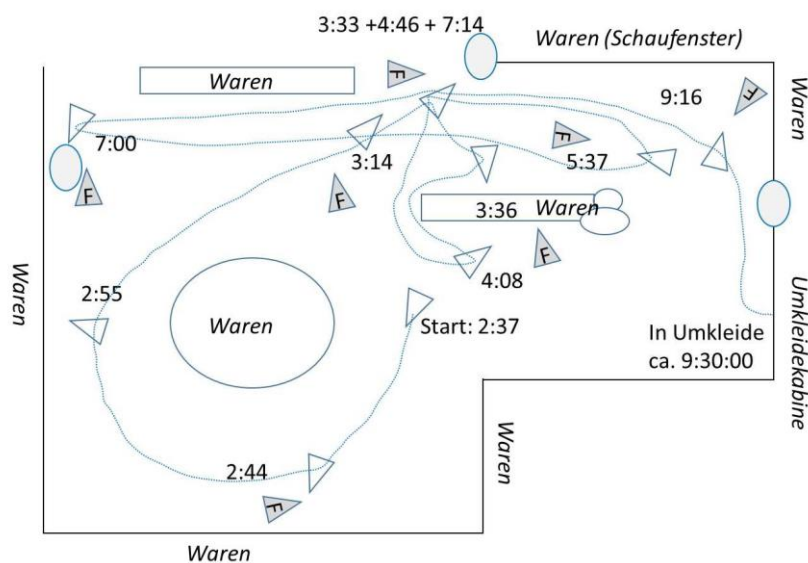 3:33 +4:46 + 7:14
Waren (Schaufenster)
Waren
F
F
9:16
Waren
7:00
3:14
F
5:37
F
F
3:36 Waren
F
4:08
2:55
Waren
Waren
Start: 2:37
In Umkleide
ca. 9:30:00
Umkleidekabine
Waren
2:44
F
Waren